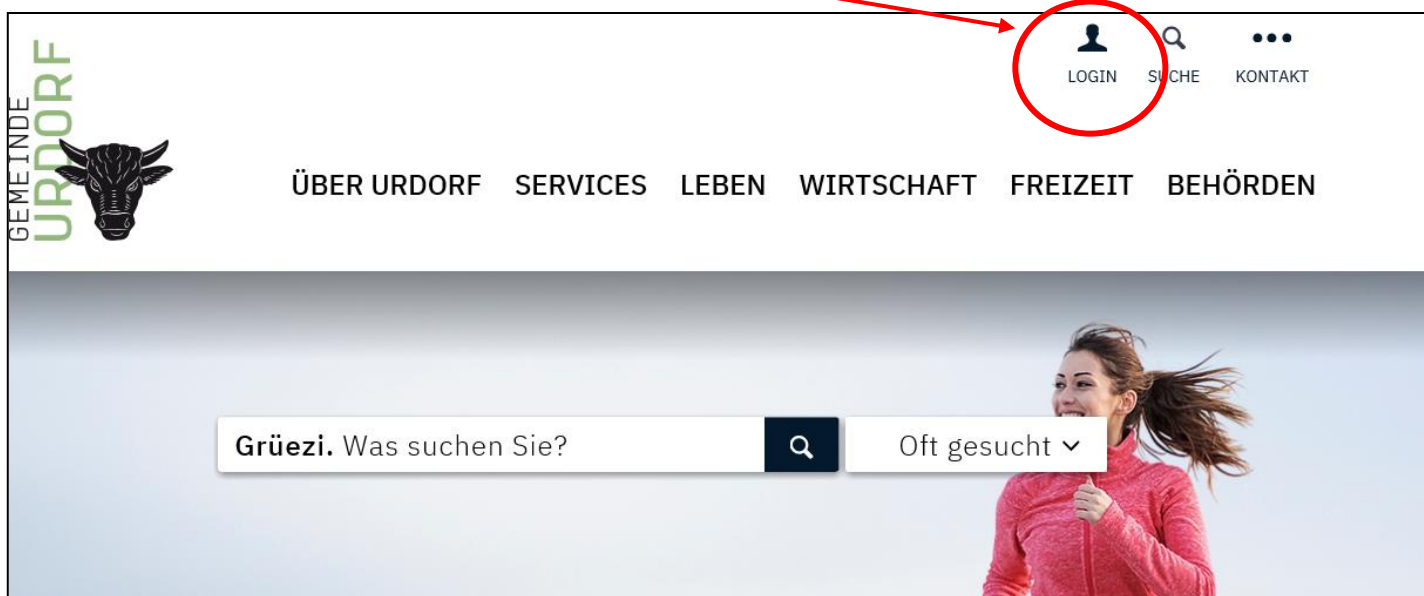 GEMEINDE
URDORF
LOGIN SUCHE KONTAKT
ÜBER URDORF SERVICES LEBEN WIRTSCHAFT FREIZEIT BEHÖRDEN
Grüezi. Was suchen Sie? Oft gesucht